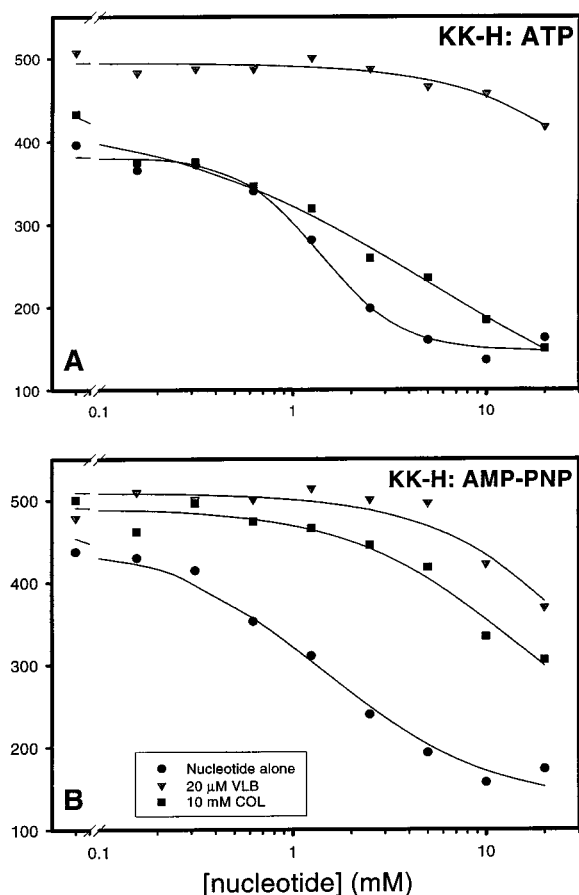 KK-H: ATP
500
400
300
200
100
A
0.1
1
10
KK-H: AMP-PNP
500
400
300
200
100
B
Nucleotide alone
20 µM VLB
10 mM COL
0.1
1
10
[nucleotide] (mM)